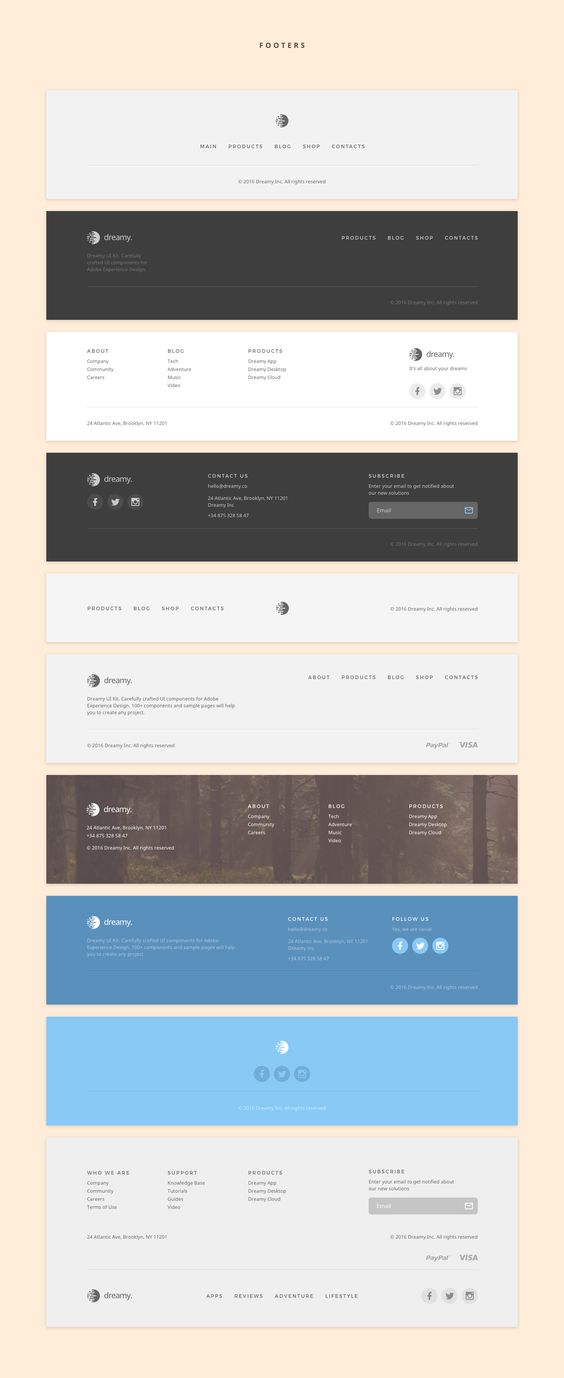 FOOTERS
MAIN PRODUCTS BLOG SHOP CONTACTS
© 2016 Dreamy Inc. All rights reserved
dreamy.
PRODUCTS BLOG SHOP CONTACTS
Dreamy UI Kit. Carefully
crafted UI components for
Adobe Experience Design.
© 2016 Dreamy Inc. All rights reserved
ABOUT
Company
Community
Careers
BLOG
Tech
Adventure
Music
Video
PRODUCTS
Dreamy App
Dreamy Desktop
Dreamy Cloud
dreamy.
It's all about your dreams
24 Atlantic Ave, Brooklyn, NY 11201
© 2016 Dreamy Inc. All rights reserved
dreamy.
CONTACT US
hello@dreamy.co
24 Atlantic Ave, Brooklyn, NY 11201
Dreamy Inc
+34 875 328 58 47
SUBSCRIBE
Enter your email to get notified about
our new solutions
Email
© 2016 Dreamy Inc. All rights reserved
PRODUCTS BLOG SHOP CONTACTS
© 2016 Dreamy Inc. All rights reserved
dreamy.
ABOUT PRODUCTS BLOG SHOP CONTACTS
Dreamy UI Kit. Carefully crafted UI components for Adobe
Experience Design. 100+ components and sample pages will help
you to create any project.
© 2016 Dreamy Inc. All rights reserved
PayPal VISA
dreamy.
24 Atlantic Ave, Brooklyn, NY 11201
+34 875 328 58 47
© 2016 Dreamy Inc. All rights reserved
ABOUT
Company
Community
Careers
BLOG
Tech
Adventure
Music
Video
PRODUCTS
Dreamy App
Dreamy Desktop
Dreamy Cloud
dreamy.
Dreamy UI Kit. Carefully crafted UI components for Adobe
Experience Design. 100+ components and sample pages will help
you to create any project
CONTACT US
hello@dreamy.co
24 Atlantic Ave, Brooklyn, NY 11201
Dreamy Inc
+34 875 328 58 47
FOLLOW US
Yes, we are social
© 2016 Dreamy Inc. All rights reserved
© 2016 Dreamy Inc. All rights reserved
WHO WE ARE
Company
Community
Careers
Terms of Use
SUPPORT
Knowledge Base
Tutorials
Guides
Video
PRODUCTS
Dreamy App
Dreamy Desktop
Dreamy Cloud
SUBSCRIBE
Enter your email to get notified about
our new solutions
Email
24 Atlantic Ave, Brooklyn, NY 11201
© 2016 Dreamy Inc. All rights reserved
PayPal VISA
dreamy.
APPS REVIEWS ADVENTURE LIFESTYLE